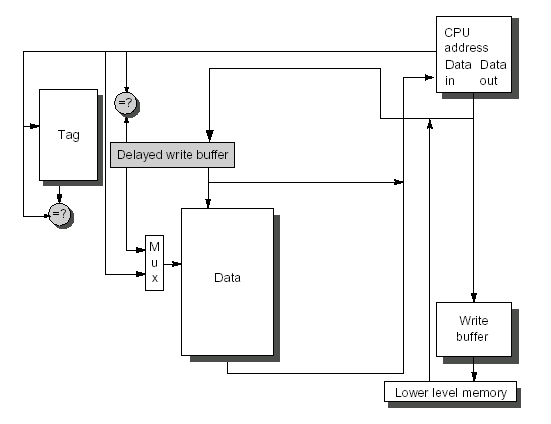 CPU
address
Data Data
in out
=?
Tag
Delayed write buffer
=?
M
u
x
Data
Write
buffer
Lower level memory